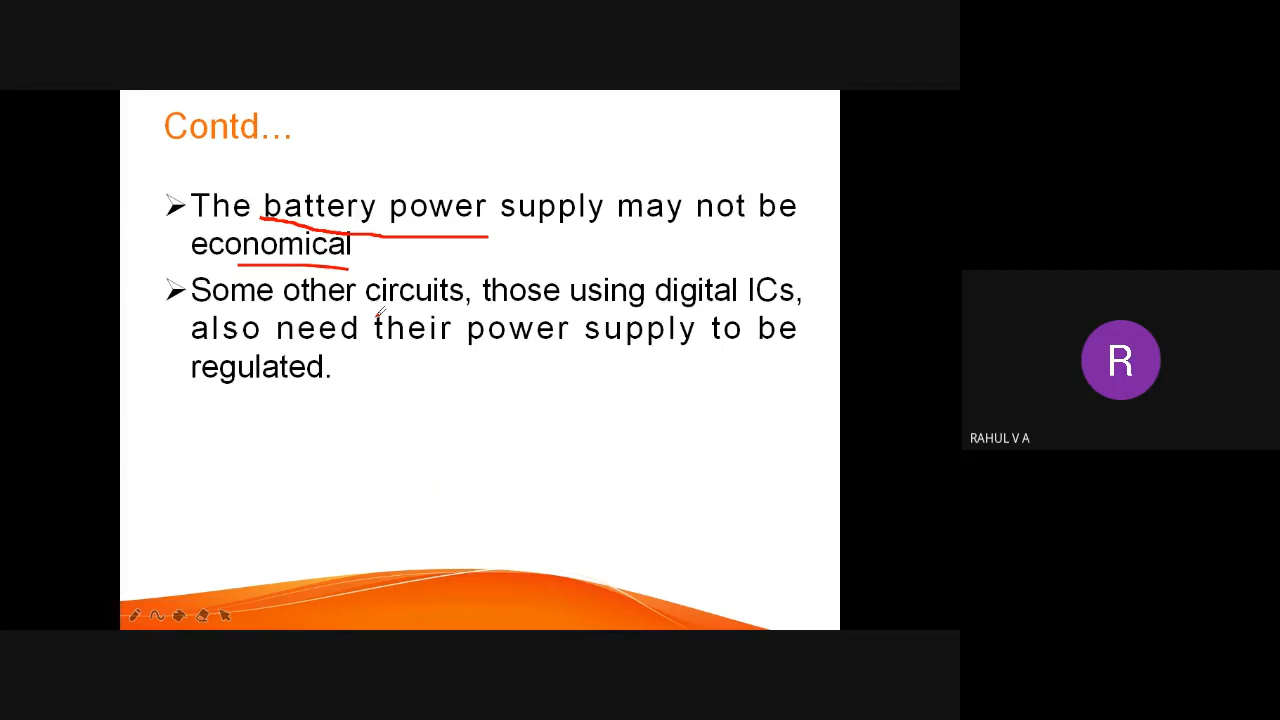 Contd...
➢The battery power supply may not be
economical
➢Some other circuits, those using digital ICs,
also need their power supply to be
regulated.
R
RAHUL V A